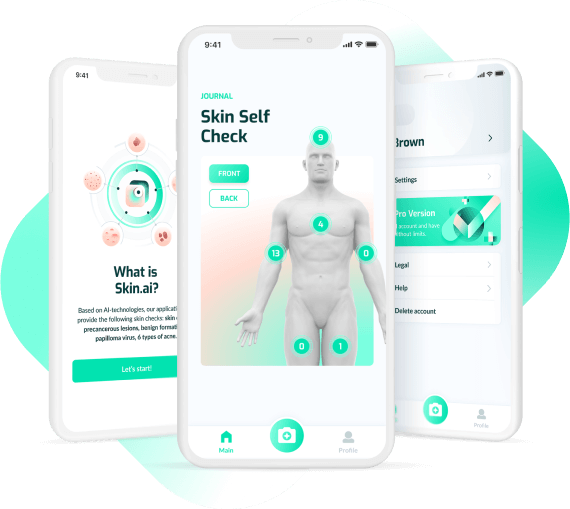 9:41
What is
Skin.ai?
Based on AI-technologies, our applicati
provide the following skin checks: skin
precancerous lesions, benign format
papilloma virus, 6 types of acne.
Let's start!
9:41
JOURNAL
Skin Self
Check
FRONT
BACK
9
4
13
0
0
1
Main
Profile
Brown
Settings
Pro Version
account and have
without limits.
Legal
Help
Delete account
Profile